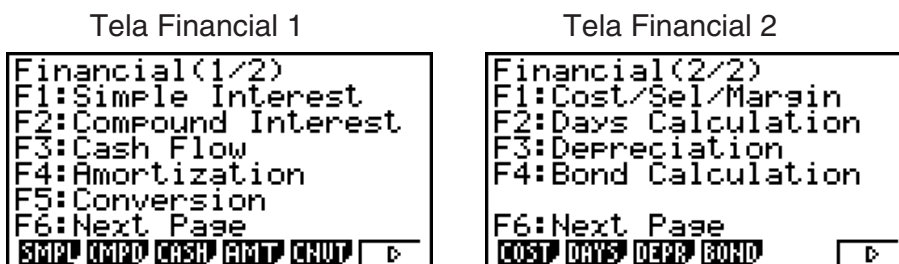 Tela Financial 1
Financial(1/2)
F1:Simple Interest
F2:Compound Interest
F3:Cash Flow
F4:Amortization
F5:Conversion
F6:Next Page
SMPL CMPD CASH AMT CNVT ▷
Tela Financial 2
Financial(2/2)
F1:Cost/Sel/Margin
F2:Days Calculation
F3:Depreciation
F4:Bond Calculation
F6:Next Page
COST DAYS DEPR BOND ▷